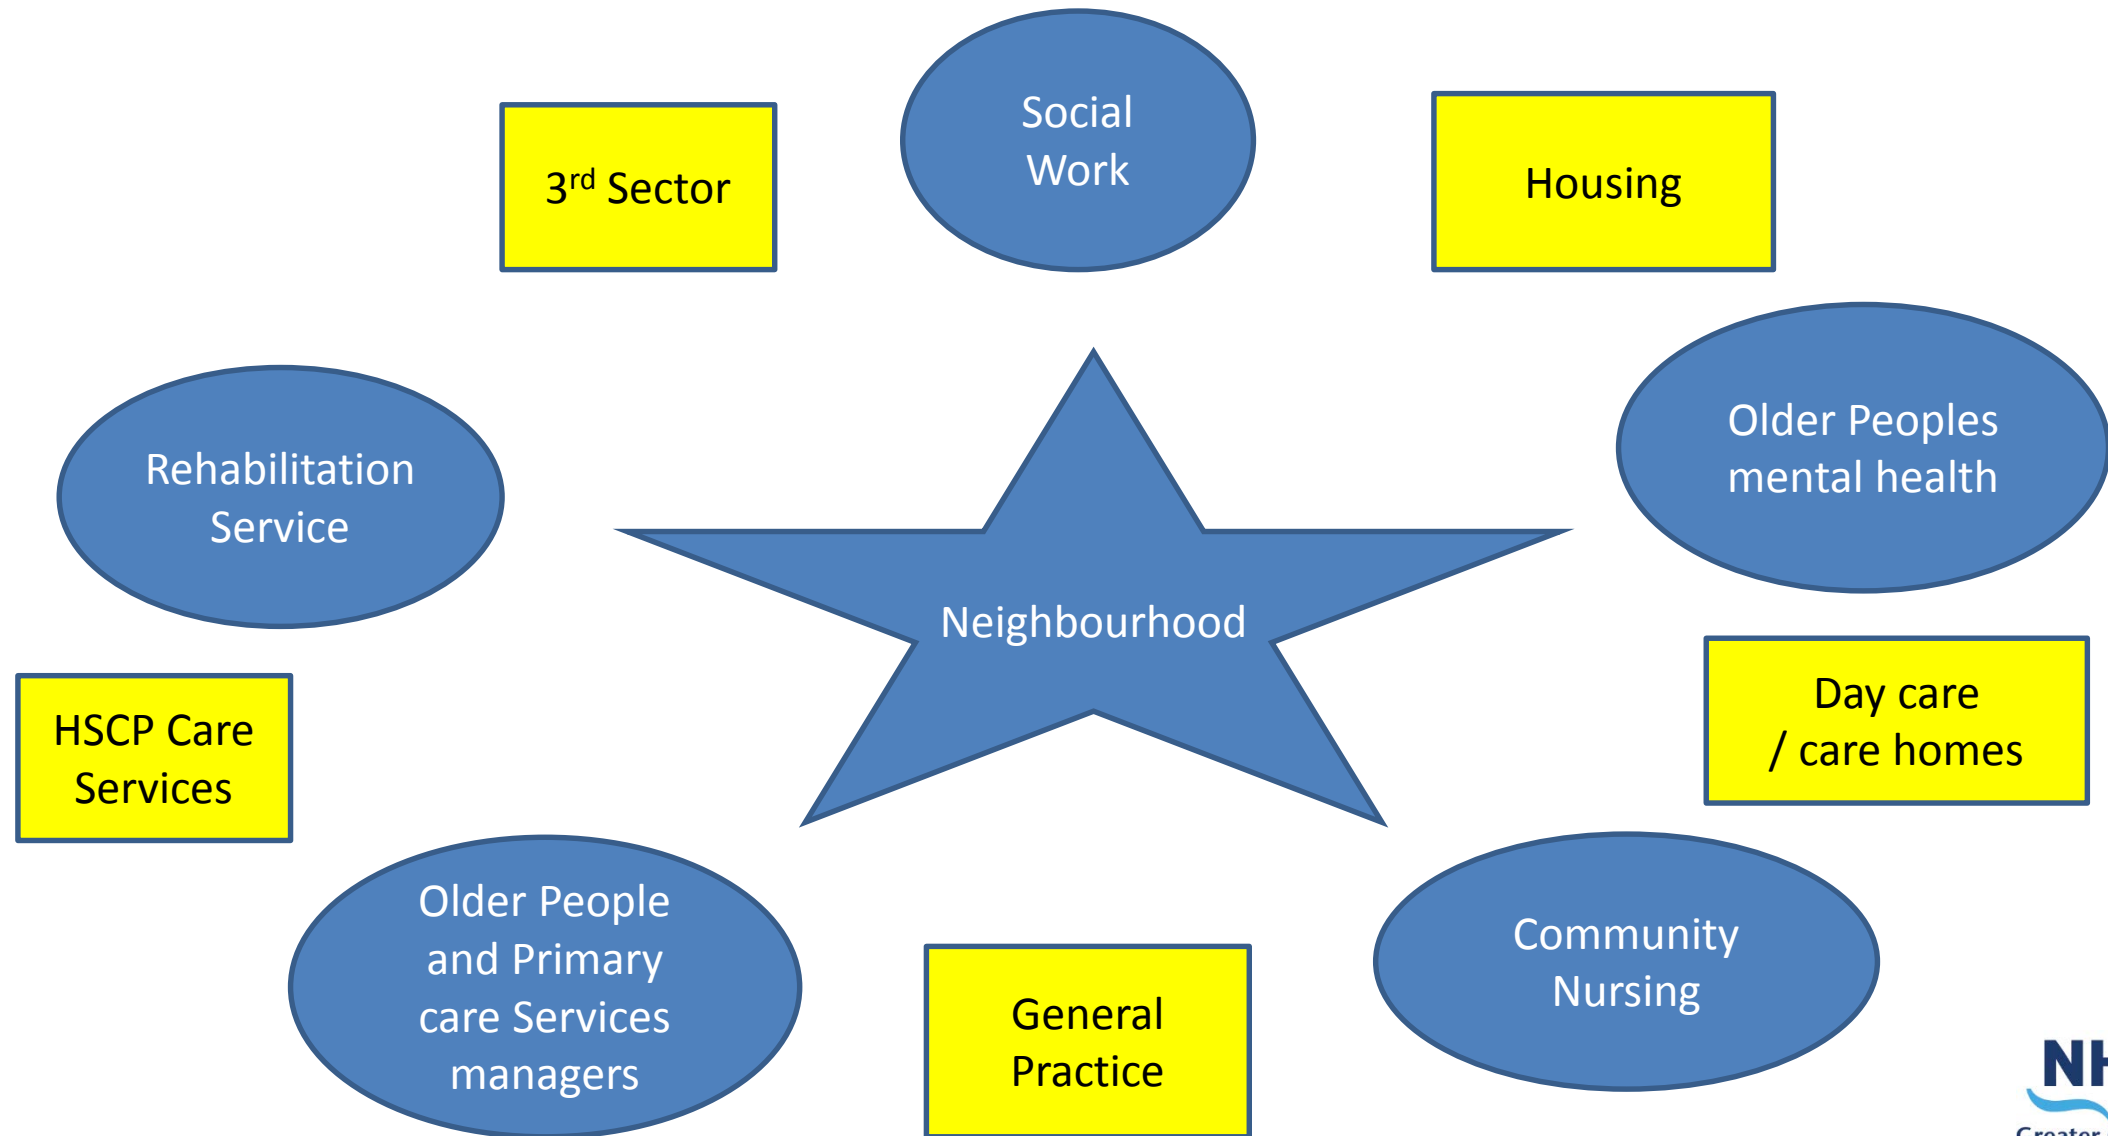 Social
Work
3rd Sector
Housing
Older Peoples
mental health
Rehabilitation
Service
Neighbourhood
HSCP Care
Services
Day care
/ care homes
Older People
and Primary
care Services
managers
General
Practice
Community
Nursing
Greater